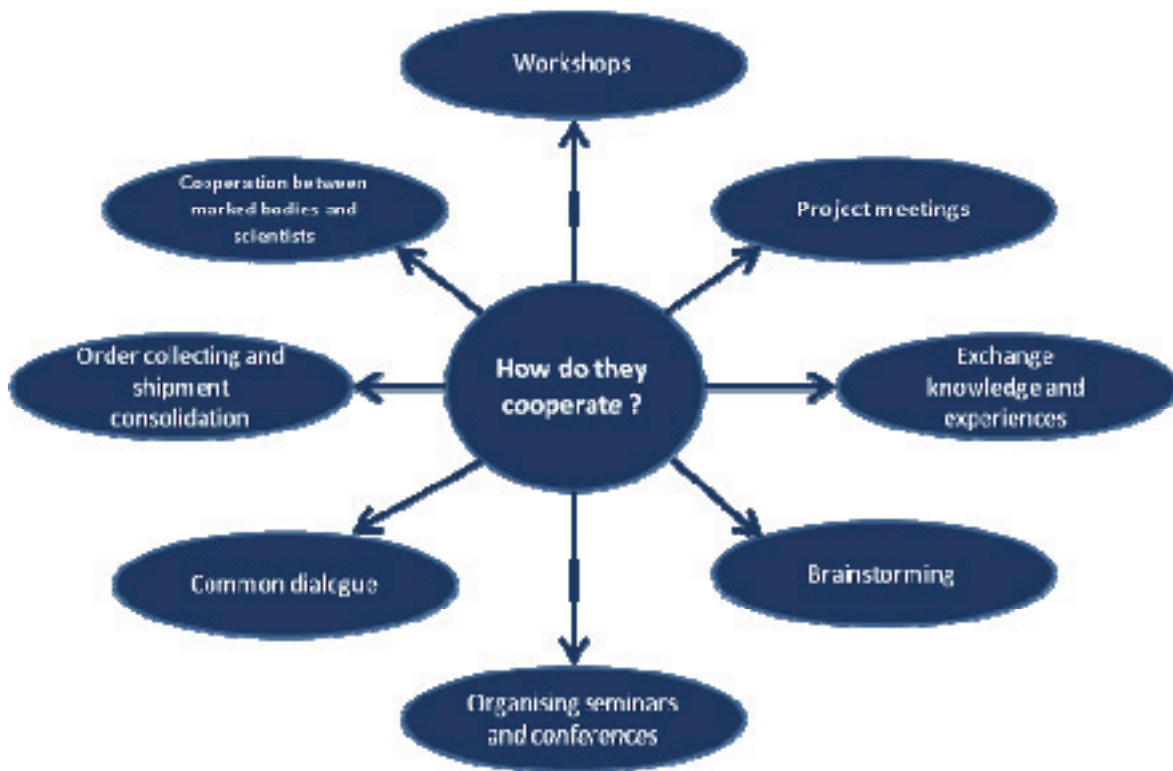 Workshops
Cooperation between
marked bodies and
scientists
Project meetings
Order collecting and
shipment
consolidation
How do they
cooperate ?
Exchange
knowledge and
experiences
Common dialogue
Brainstorming
Organising seminars
and conferences